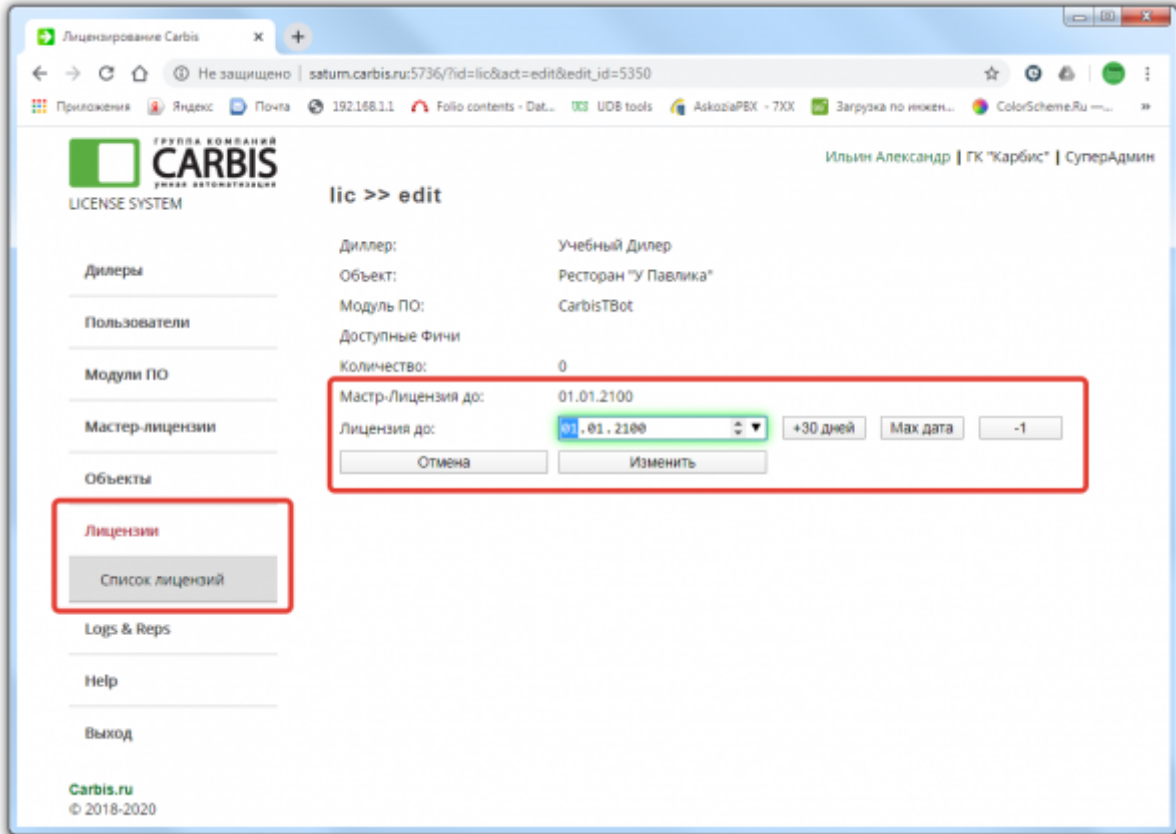 Лицензирование Carbis
Не защищено | saturn.carbis.ru:5736/?id=lic&act=edit&edit_id=5350
Приложения Яндекс Почта 192.168.1.1 Folio contents - Dat... UDB tools AskoziaPBX - 7XX Загрузка по инжен... ColorScheme.Ru —... »
ГРУППА КОМПАНИЙ
CARBIS
умная автоматизация
LICENSE SYSTEM
Ильин Александр | ГК "Карбис" | СуперАдмин
lic >> edit
Диллер: Учебный Дилер
Объект: Ресторан "У Павлика"
Модуль ПО: CarbisTBot
Доступные Фичи
Количество: 0
Мастр-Лицензия до: 01.01.2100
Лицензия до: 01.01.2100 +30 дней Max дата -1
Отмена Изменить
Дилеры
Пользователи
Модули ПО
Мастер-лицензии
Объекты
Лицензии
Список лицензий
Logs & Reps
Help
Выход
Carbis.ru
© 2018-2020